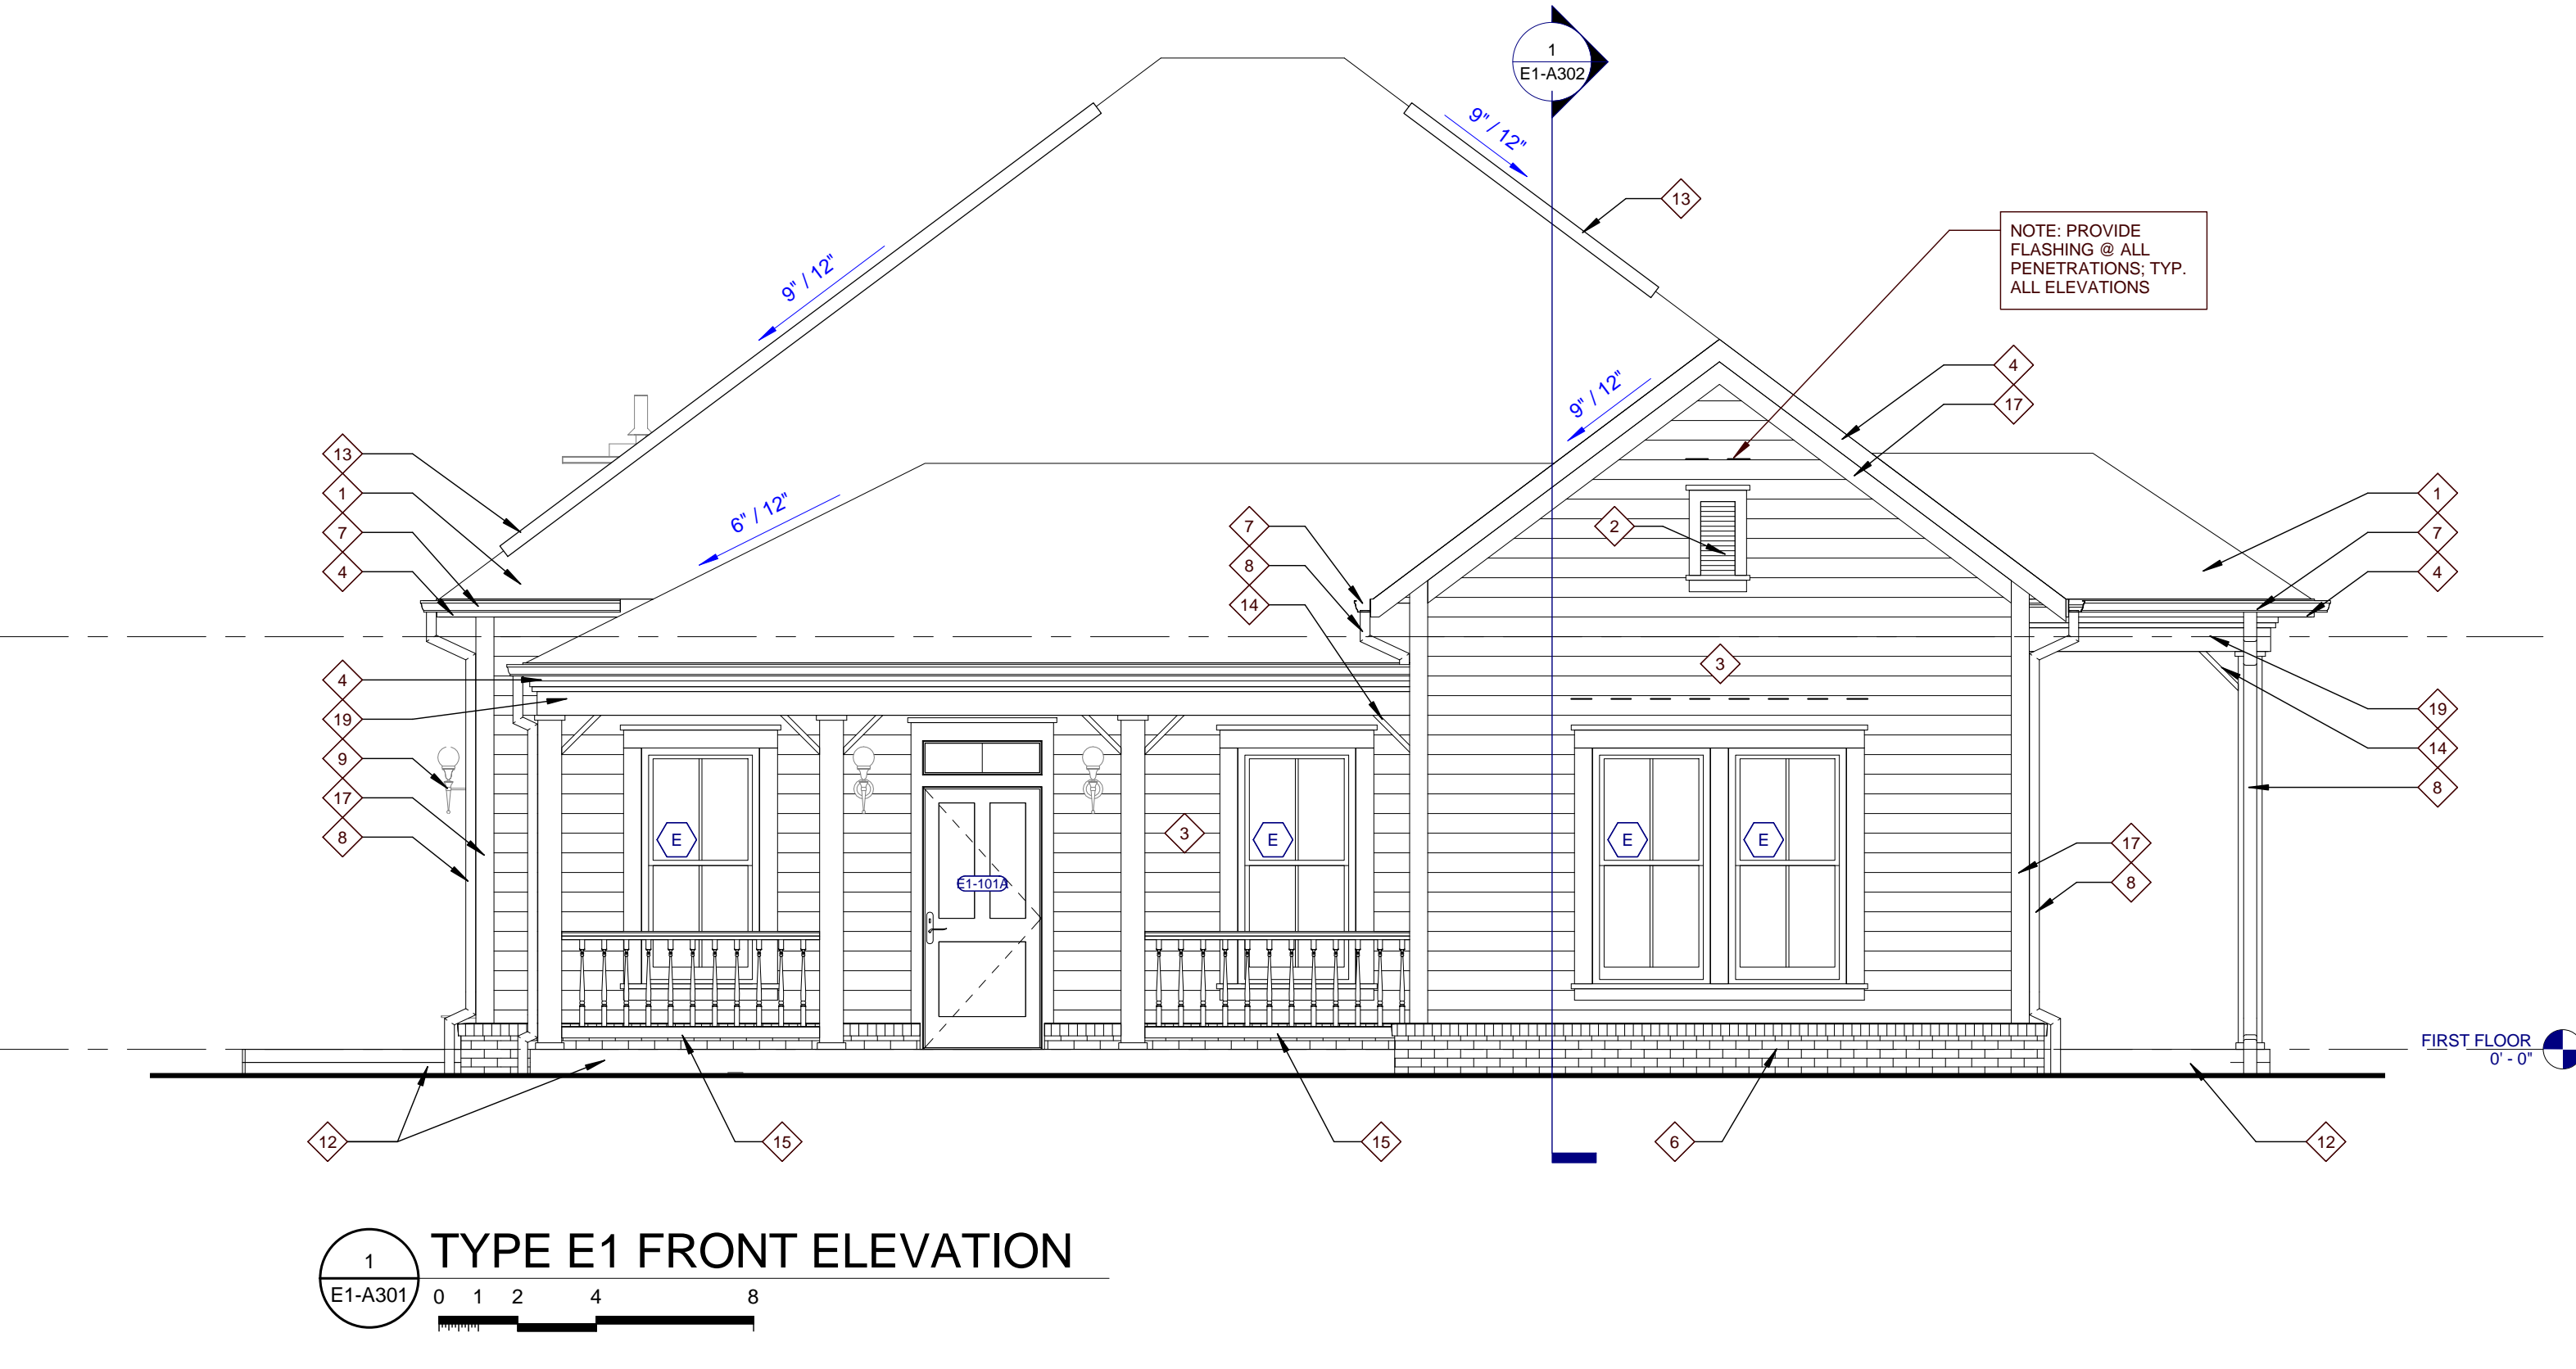 1
E1-A302
9" / 12"
13
9" / 12"
NOTE: PROVIDE
FLASHING @ ALL
PENETRATIONS; TYP.
ALL ELEVATIONS
4
17
9" / 12"
13
1
7
4
6" / 12"
7
8
14
2
1
7
4
3
4
19
9
17
8
19
14
8
E
E1-101A
3
E
E
E
17
8
FIRST FLOOR
0' - 0"
12
15
15
6
12
1
E1-A301
TYPE E1 FRONT ELEVATION
0 1 2 4 8